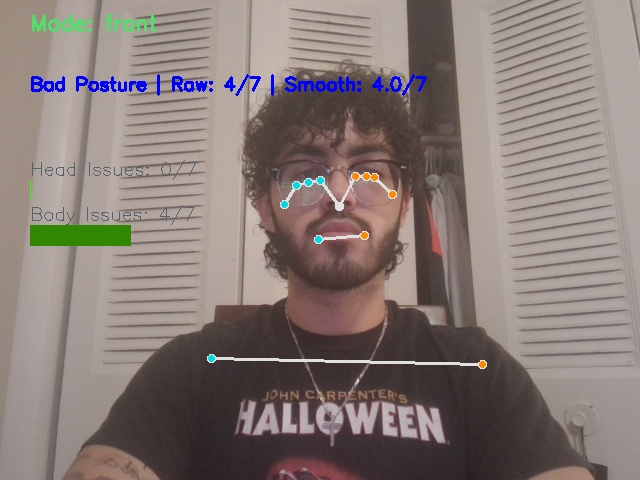 Mode: front
Bad Posture | Raw: 4/7 | Smooth: 4.0/7
Head Issues: 0/7
Body Issues: 4/7
JOHN CARPENTER'S
HALLOWEEN